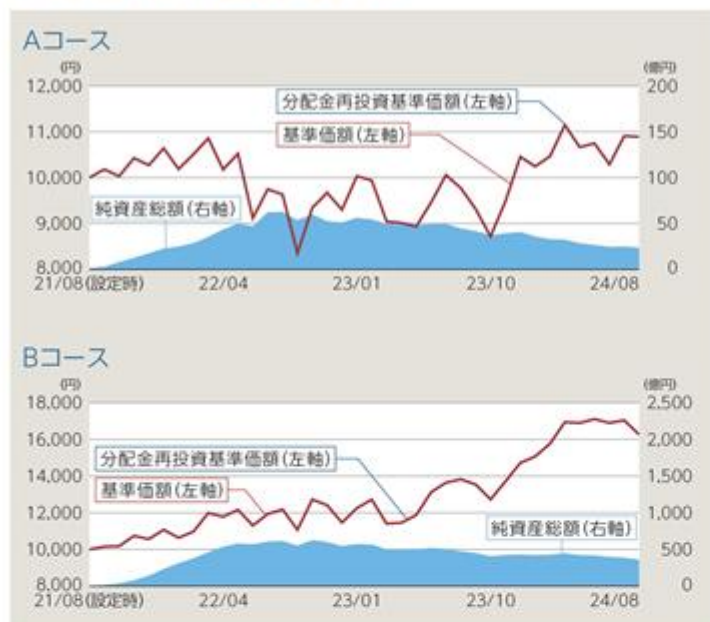 Aコース
(円)
(億円)
12,000
200
分配金再投資基準価額(左軸)
11,000
150
基準価額(左軸)
10,000
100
純資産総額(右軸)
9,000
50
8,000
0
21/08(設定時)
22/04
23/01
23/10
24/08
Bコース
(円)
(億円)
18,000
2,500
16,000
2,000
分配金再投資基準価額(左軸)
14,000
1,500
基準価額(左軸)
12,000
1,000
純資産総額(右軸)
10,000
500
8,000
0
21/08(設定時)
22/04
23/01
23/10
24/08